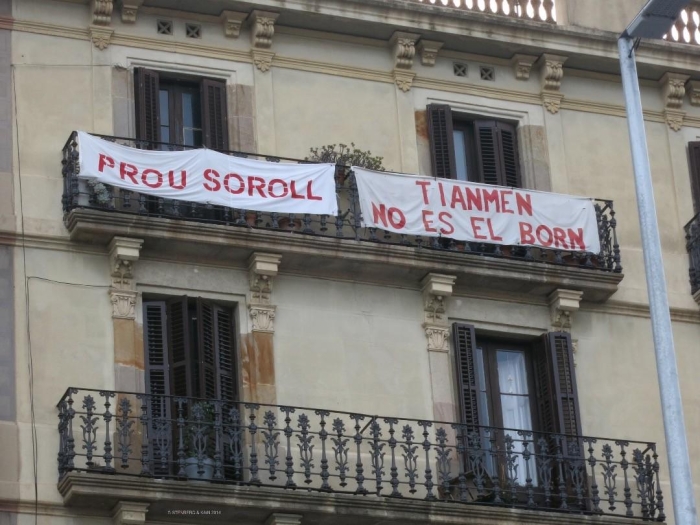 PROU SOROLL
TIANMEN
NO ES EL BORN